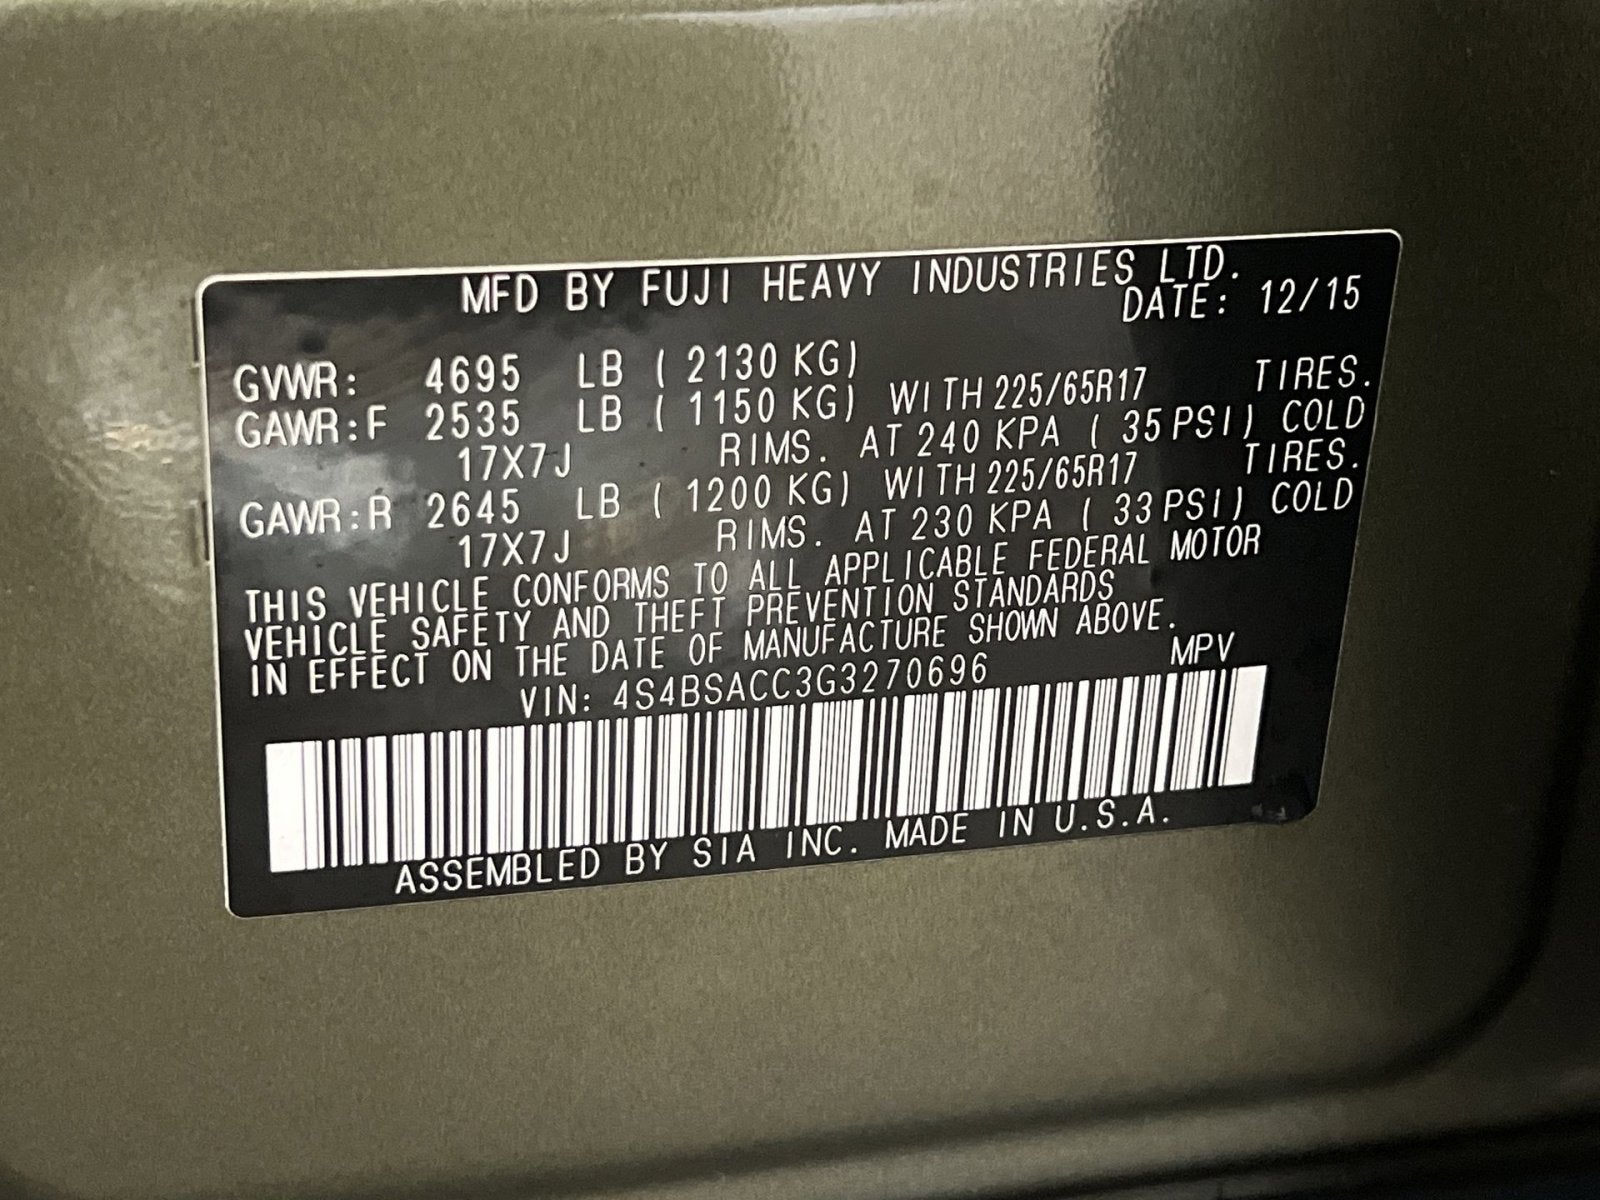 MFD BY FUJI HEAVY INDUSTRIES LTD.
DATE: 12/15
GVWR: 4695 LB ( 2130 KG)
GAWR:F 2535 LB ( 1150 KG) WITH 225/65R17 TIRES.
17X7J RIMS. AT 240 KPA ( 35 PSI) COLD
GAWR:R 2645 LB ( 1200 KG) WITH 225/65R17 TIRES.
17X7J RIMS. AT 230 KPA ( 33 PSI) COLD
THIS VEHICLE CONFORMS TO ALL APPLICABLE FEDERAL MOTOR
VEHICLE SAFETY AND THEFT PREVENTION STANDARDS
IN EFFECT ON THE DATE OF MANUFACTURE SHOWN ABOVE.
VIN: 4S4BSACC3G3270696 MPV
ASSEMBLED BY SIA INC. MADE IN U.S.A.